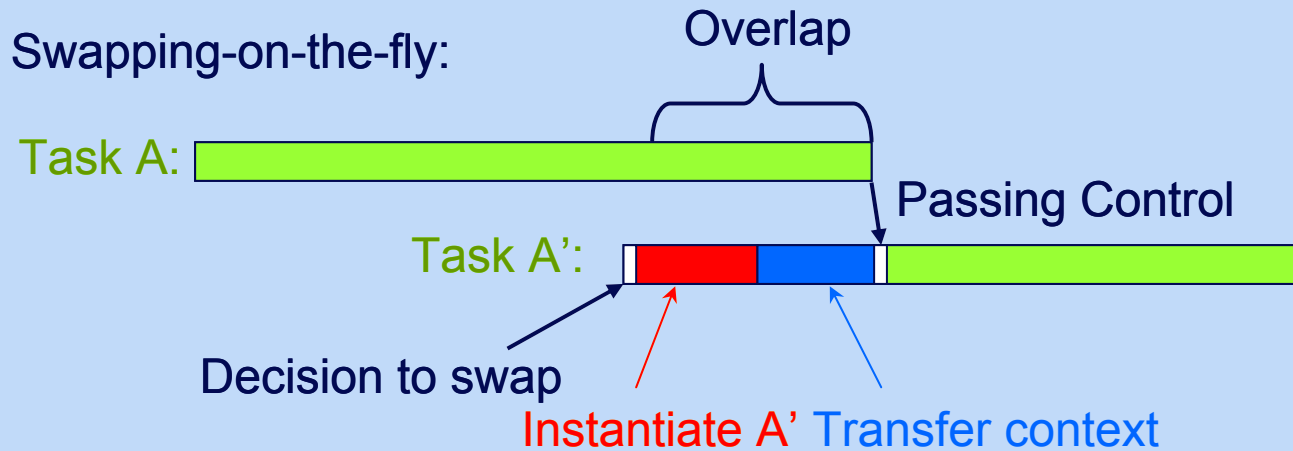 Swapping-on-the-fly:
Overlap
Task A:
Passing Control
Task A’:
Decision to swap
Instantiate A’ Transfer context